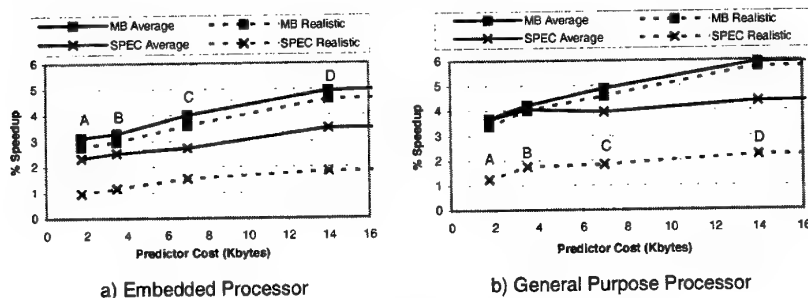 MB Average MB Realistic
SPEC Average SPEC Realistic
% Speedup
6
5
4
3
2
1
0
A
B
C
D
0 2 4 6 8 10 12 14 16
Predictor Cost (Kbytes)
a) Embedded Processor
MB Average MB Realistic
SPEC Average SPEC Realistic
% Speedup
6
5
4
3
2
1
0
A
B
C
D
0 2 4 6 8 10 12 14 16
Predictor Cost (Kbytes)
b) General Purpose Processor